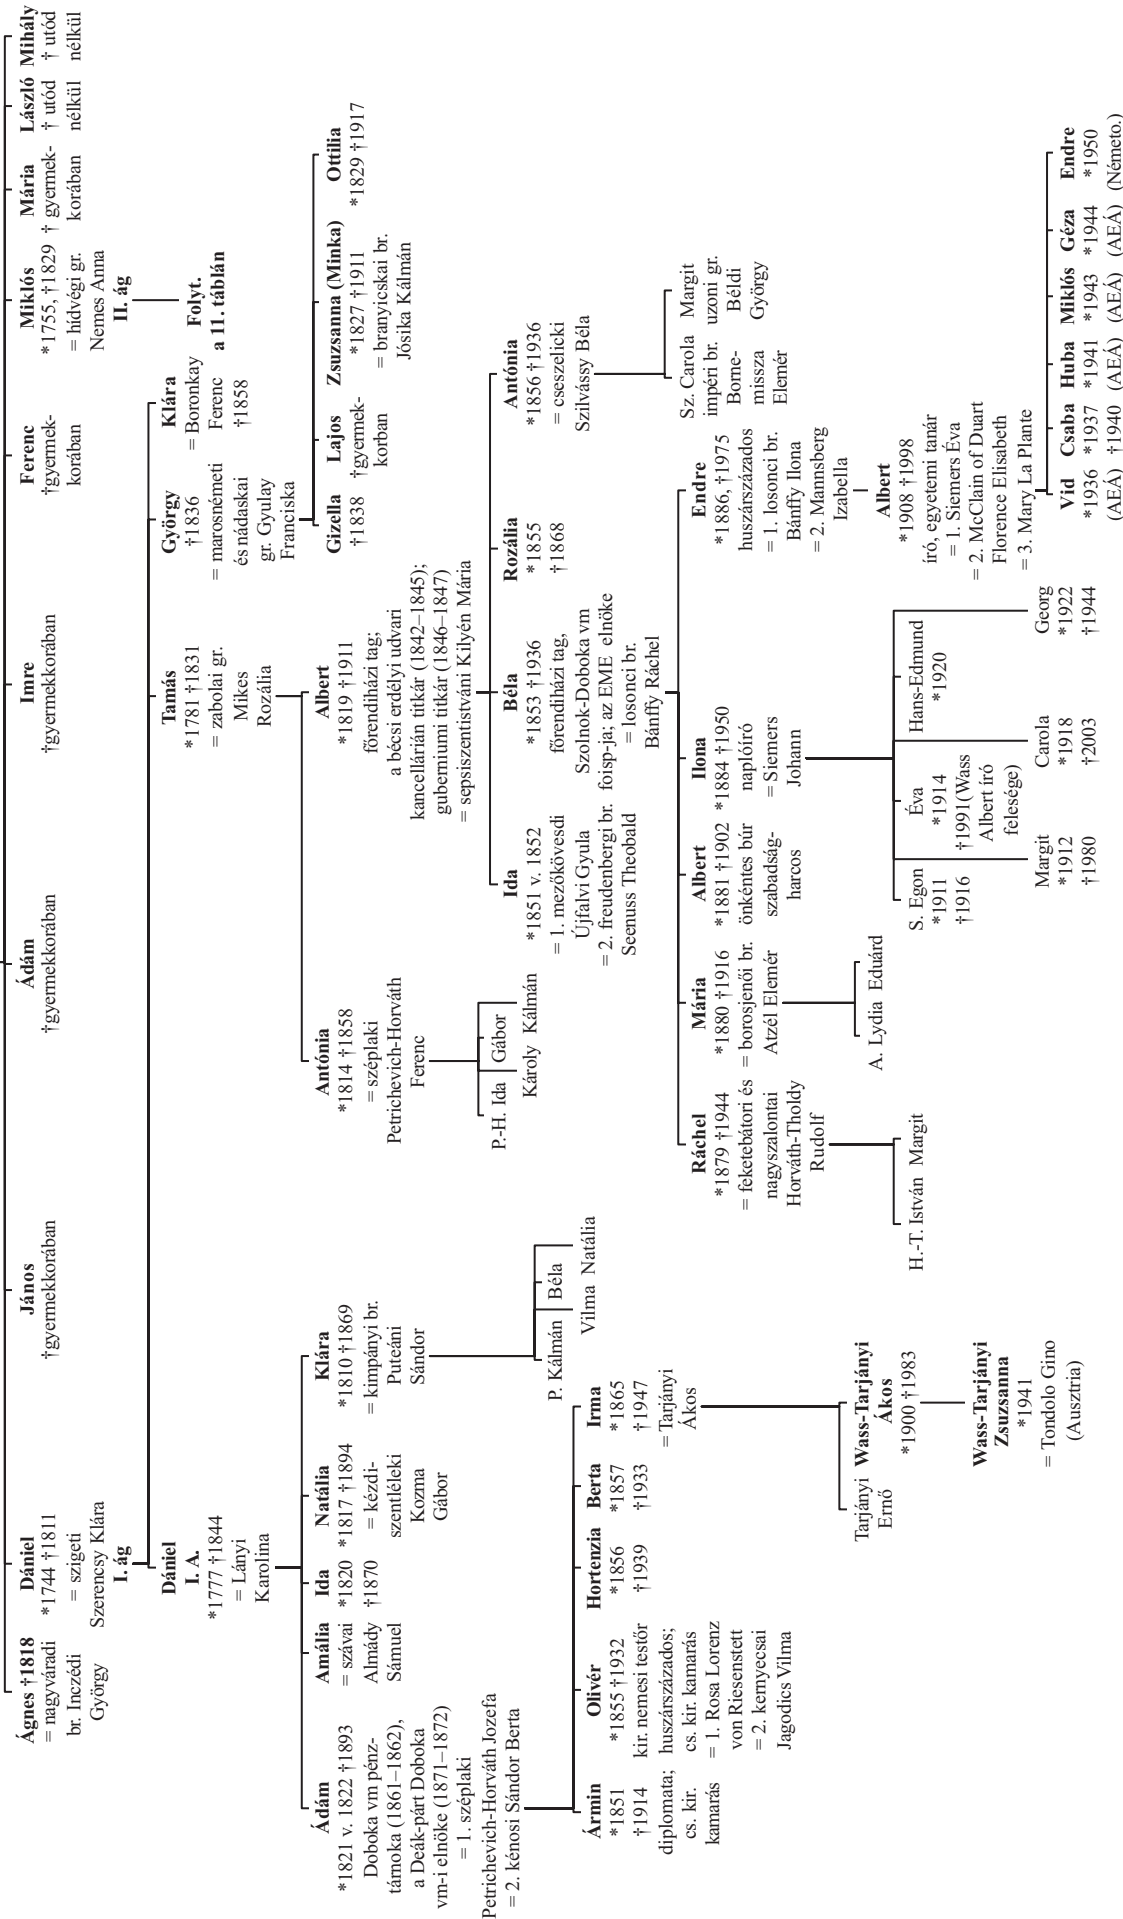 Ágnes †1818
= nagyváradi
br. Inczédi
György
Dániel
*1744 †1811
= szigeti
Szerencsy Klára
I. ág
János
†gyermekkorában
Ádám
†gyermekkorában
Imre
†gyermekkorában
Ferenc
†gyermek-
korában
Miklós
*1755, †1829
= hídvégi gr.
Nemes Anna
II. ág
Mária
† gyermek-
korában
László
† utód
nélkül
Mihály
† utód
nélkül
Dániel
I. A.
*1777 †1844
= Lányi
Karolina
Tamás
*1781 †1831
= zabolai gr.
Mikes
Rozália
György
†1836
= marosnémeti
és nádaskai
gr. Gyulay
Franciska
Klára
= Boronkay
Ferenc
†1858
Folyt.
a 11. táblán
Ádám
*1821 v. 1822 †1893
Doboka vm pénz-
tárnoka (1861–1862),
a Deák-párt Doboka
vm-i elnöke (1871–1872)
= 1. széplaki
Petrichevich-Horváth Jozefa
= 2. kénosi Sándor Berta
Amália
= szávai
Almády
Sámuel
Ida
*1820
†1870
Natália
*1817 †1894
= kézdi-
szentléleki
Kozma
Gábor
Klára
*1810 †1869
= kimpányi br.
Puteáni
Sándor
Antónia
*1814 †1858
= széplaki
Petrichevich-Horváth
Ferenc
Albert
*1819 †1911
főrendiházi tag;
a bécsi erdélyi udvari
kancellárián titkár (1842–1845);
guberniumi titkár (1846–1847)
= sepsiszentistváni Kilyén Mária
Gizella
†1838
Lajos
†gyermek-
korban
Zsuzsanna (Minka)
*1827 †1911
= branyicskai br.
Jósika Kálmán
Ottilia
*1829 †1917
P.-H. Ida
Gábor
Károly
Kálmán
Ida
*1851 v. 1852
= 1. mezőkövesdi
Újfalvi Gyula
= 2. freudenbergi br.
Seenuss Theobald
Béla
*1853 †1936
főrendiházi tag,
Szolnok-Doboka vm
foisp-ja; az EME elnöke
= losonci br.
Bánffy Ráchel
Rozália
*1855
†1868
Antónia
*1856 †1936
= cseszelicki
Szilvássy Béla
P. Kálmán
Béla
Vilma
Natália
Ármin
*1851
†1914
diplomata;
cs. kir.
kamarás
Olivér
*1855 †1932
kir. nemesi testőr
huszárszázados;
cs. kir. kamarás
= 1. Rosa Lorenz
von Riesenstett
= 2. kernyecsai
Jagodics Vilma
Hortenzia
*1856
†1939
Berta
*1857
†1933
Irma
*1865
†1947
= Tarjányi
Ákos
Ráchel
*1879 †1944
= feketebátori és
nagyszalontai
Horváth-Tholdy
Rudolf
Mária
*1880 †1916
= borosjenői br.
Atzél Elemér
Albert
*1881 †1902
önkéntes búr
szabadság-
harcos
Ilona
*1884 †1950
naplóíró
= Siemers
Johann
Endre
*1886, †1975
huszárszázados
= 1. losonci br.
Bánffy Ilona
= 2. Mannsberg
Izabella
Sz. Carola
impéri br.
Borne-
missza
Elemér
Margit
uzoni gr.
Béldi
György
Tarjányi
Ernő
Wass-Tarjányi
Ákos
*1900 †1983
H.-T. István
Margit
A. Lydia
Eduárd
S. Egon
*1911
†1916
Éva
*1914
†1991(Wass
Albert író
felesége)
Hans-Edmund
*1920
Margit
*1912
†1980
Carola
*1918
†2003
Georg
*1922
†1944
Albert
*1908 †1998
író, egyetemi tanár
= 1. Siemers Éva
= 2. McClain of Duart
Florence Elisabeth
= 3. Mary La Plante
Wass-Tarjányi
Zsuzsanna
*1941
= Tondolo Gino
(Ausztria)
Vid
*1936
(AEÁ)
Csaba
*1937
†1940
Huba
*1941
(AEÁ)
Miklós
*1943
(AEÁ)
Géza
*1944
(AEÁ)
Endre
*1950
(Németo.)